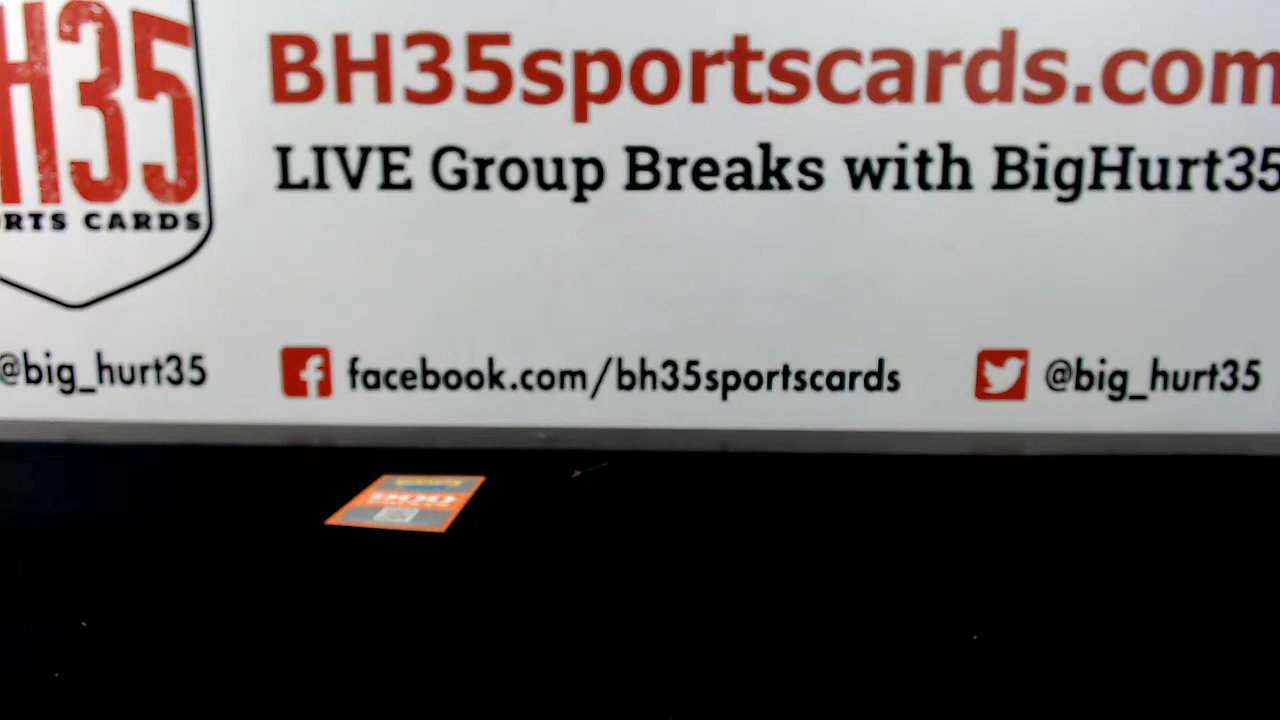 H35
RTS CARDS
BH35sportscards.com
LIVE Group Breaks with BigHurt35
@big_hurt35
facebook.com/bh35sportscards
@big_hurt35